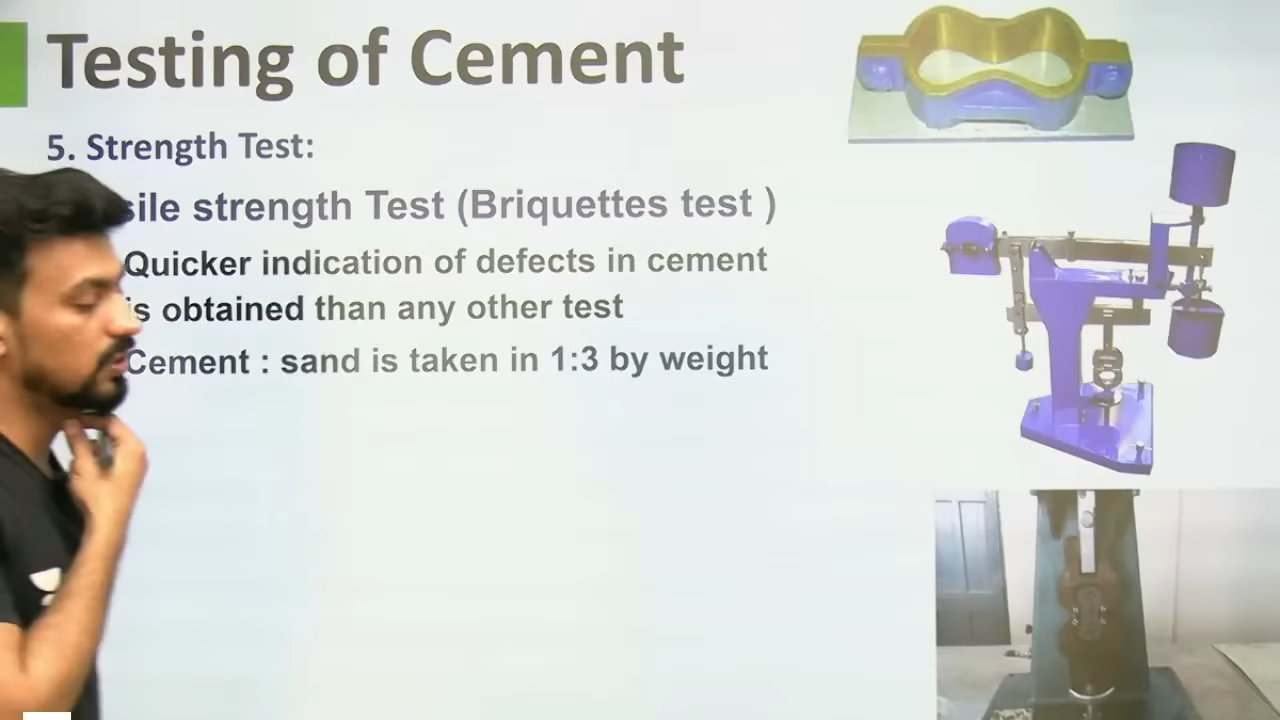 Testing of Cement
5. Strength Test:
strength Test (Briquettes test )
Quicker indication of defects in cement
is obtained than any other test
Cement : sand is taken in 1:3 by weight